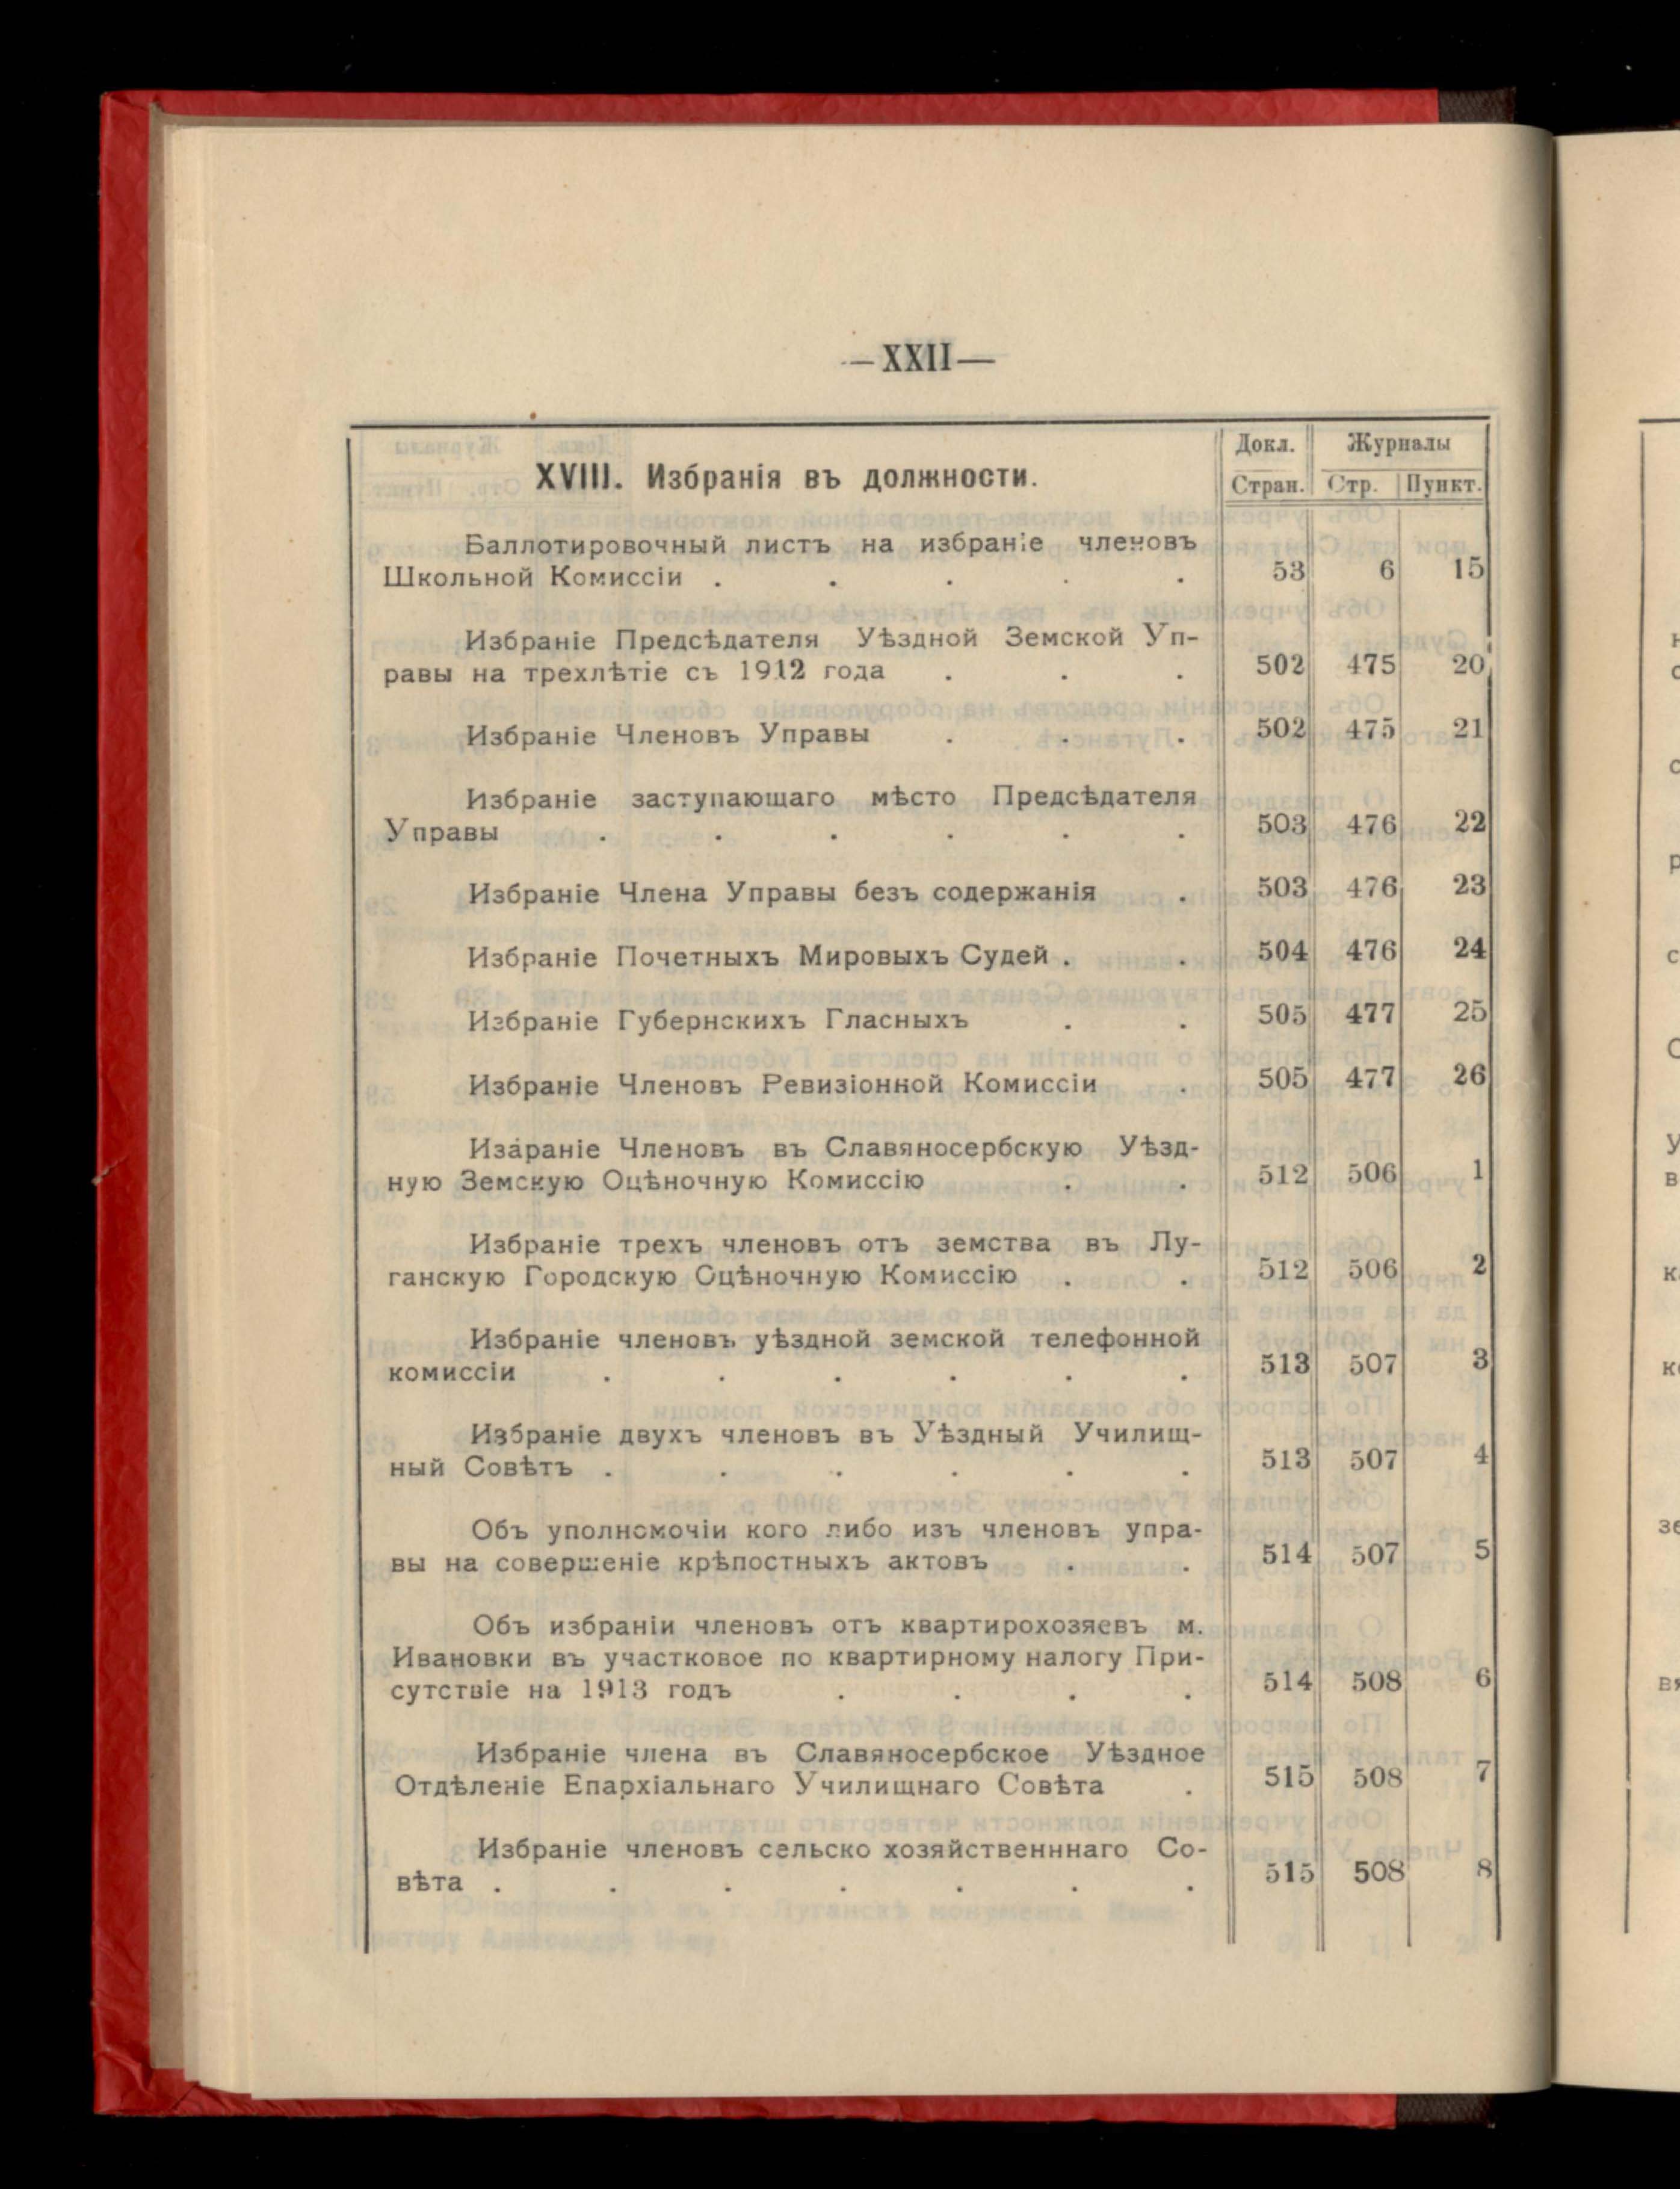 —XXII—
Докл. Журналы
XVIII. Избранія въ должности.
Стран. Стр. Пункт.
Баллотировочный листъ на избраніе членовъ
Школьной Комиссіи . . . . . 53 6 15
Избраніе Предсѣдателя Уѣздной Земской Уп-
равы на трехлѣтіе съ 1912 года . . . 502 475 20
Избраніе Членовъ Управы . . . 502 475 21
Избраніе заступающаго мѣсто Предсѣдателя
Управы . . . . . . 503 476 22
Избраніе Члена Управы безъ содержанія . 503 476 23
Избраніе Почетныхъ Мировыхъ Судей . . 504 476 24
Избраніе Губернскихъ Гласныхъ . . 505 477 25
Избраніе Членовъ Ревизіонной Комиссіи . 505 477 26
Изараніе Членовъ въ Славяносербскую Уѣзд-
ную Земскую Оцѣночную Комиссію . . 512 506 1
Избраніе трехъ членовъ отъ земства въ Лу-
ганскую Городскую Оцѣночную Комиссію . . 512 506 2
Избраніе членовъ уѣздной земской телефонной
комиссіи . . . . . . 513 507 3
Избраніе двухъ членовъ въ Уѣздный Училищ-
ный Совѣтъ . . . . . . 513 507 4
Объ уполномочіи кого либо изъ членовъ упра-
вы на совершеніе крѣпостныхъ актовъ . . 514 507 5
Объ избраніи членовъ отъ квартирохозяевъ м.
Ивановки въ участковое по квартирному налогу При-
сутствіе на 1913 годъ . . . . 514 508 6
Избраніе члена въ Славяносербское Уѣздное
Отдѣленіе Епархіальнаго Училищнаго Совѣта . 515 508 7
Избраніе членовъ сельско хозяйственннаго Со-
вѣта . . . . . . . 515 508 8